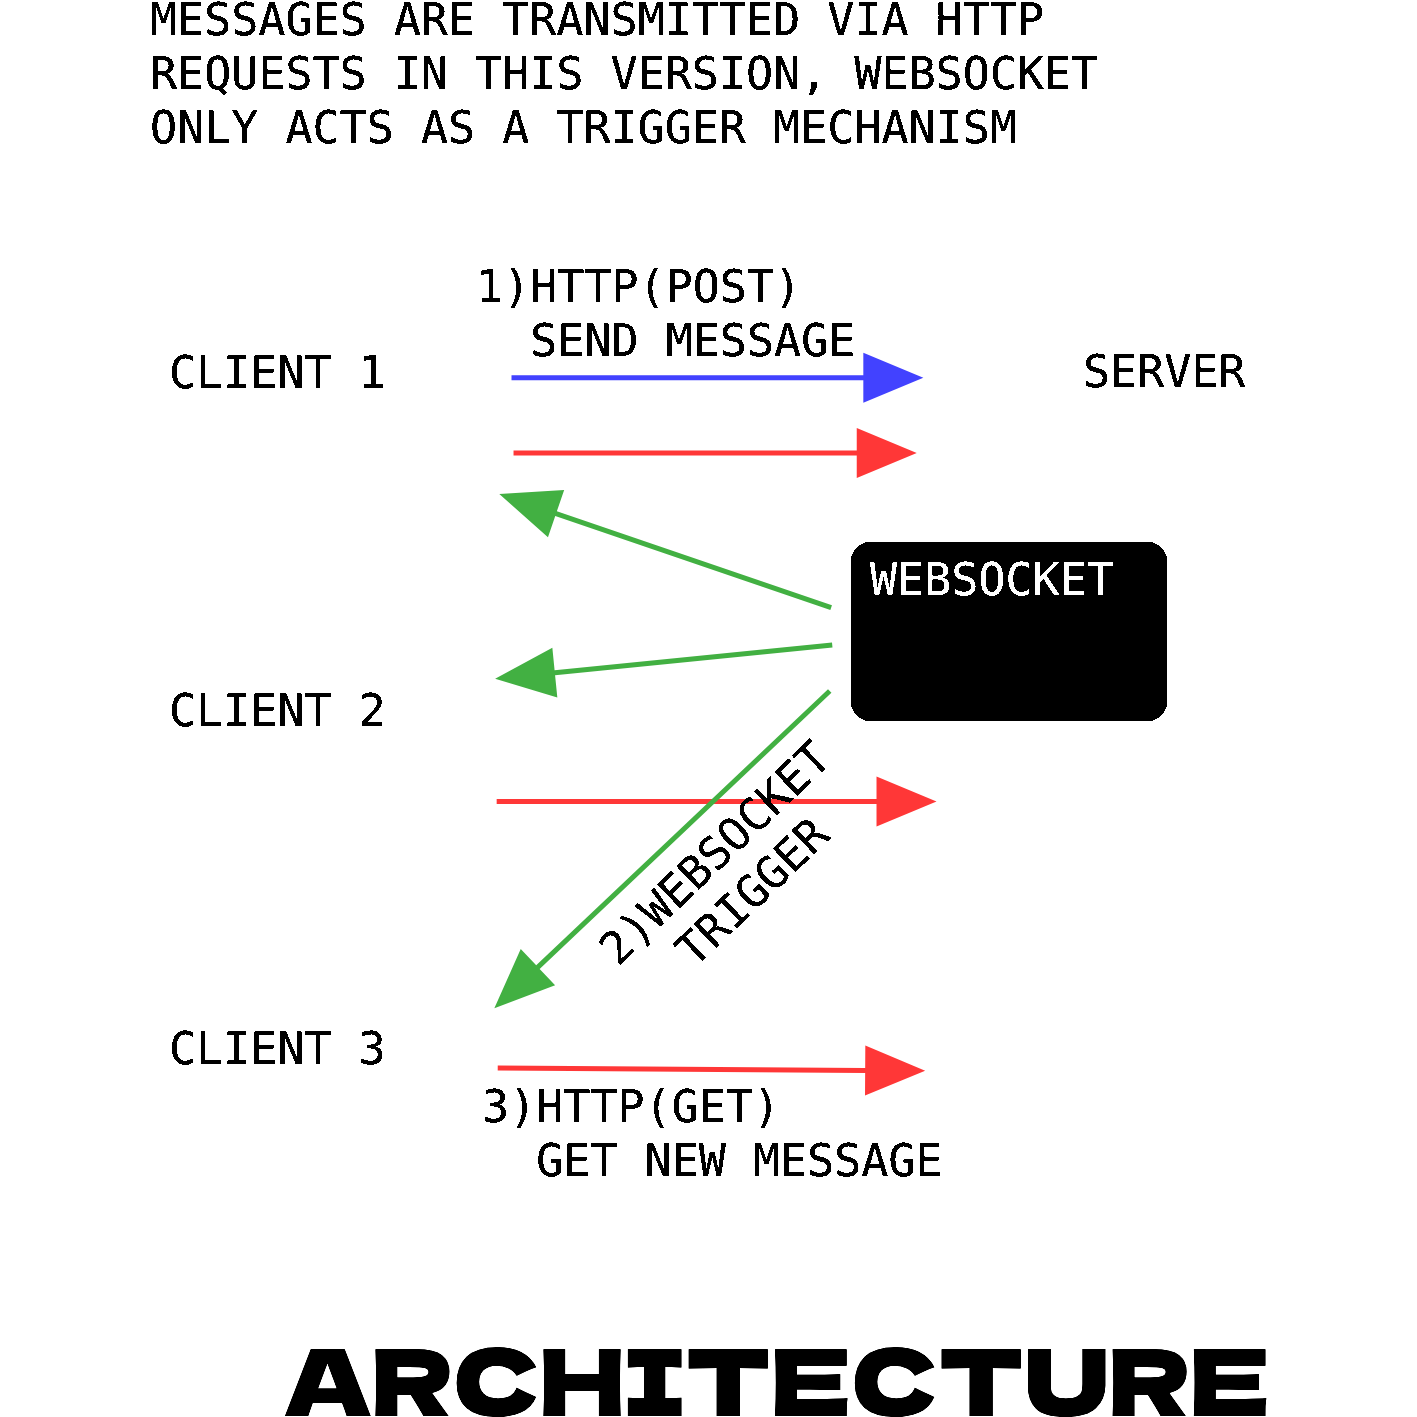 MESSAGES ARE TRANSMITTED VIA HTTP
REQUESTS IN THIS VERSION, WEBSOCKET
ONLY ACTS AS A TRIGGER MECHANISM
1)HTTP(POST)
SEND MESSAGE
CLIENT 1
SERVER
WEBSOCKET
CLIENT 2
2)WEBSOCKET
TRIGGER
CLIENT 3
3)HTTP(GET)
GET NEW MESSAGE
ARCHITECTURE